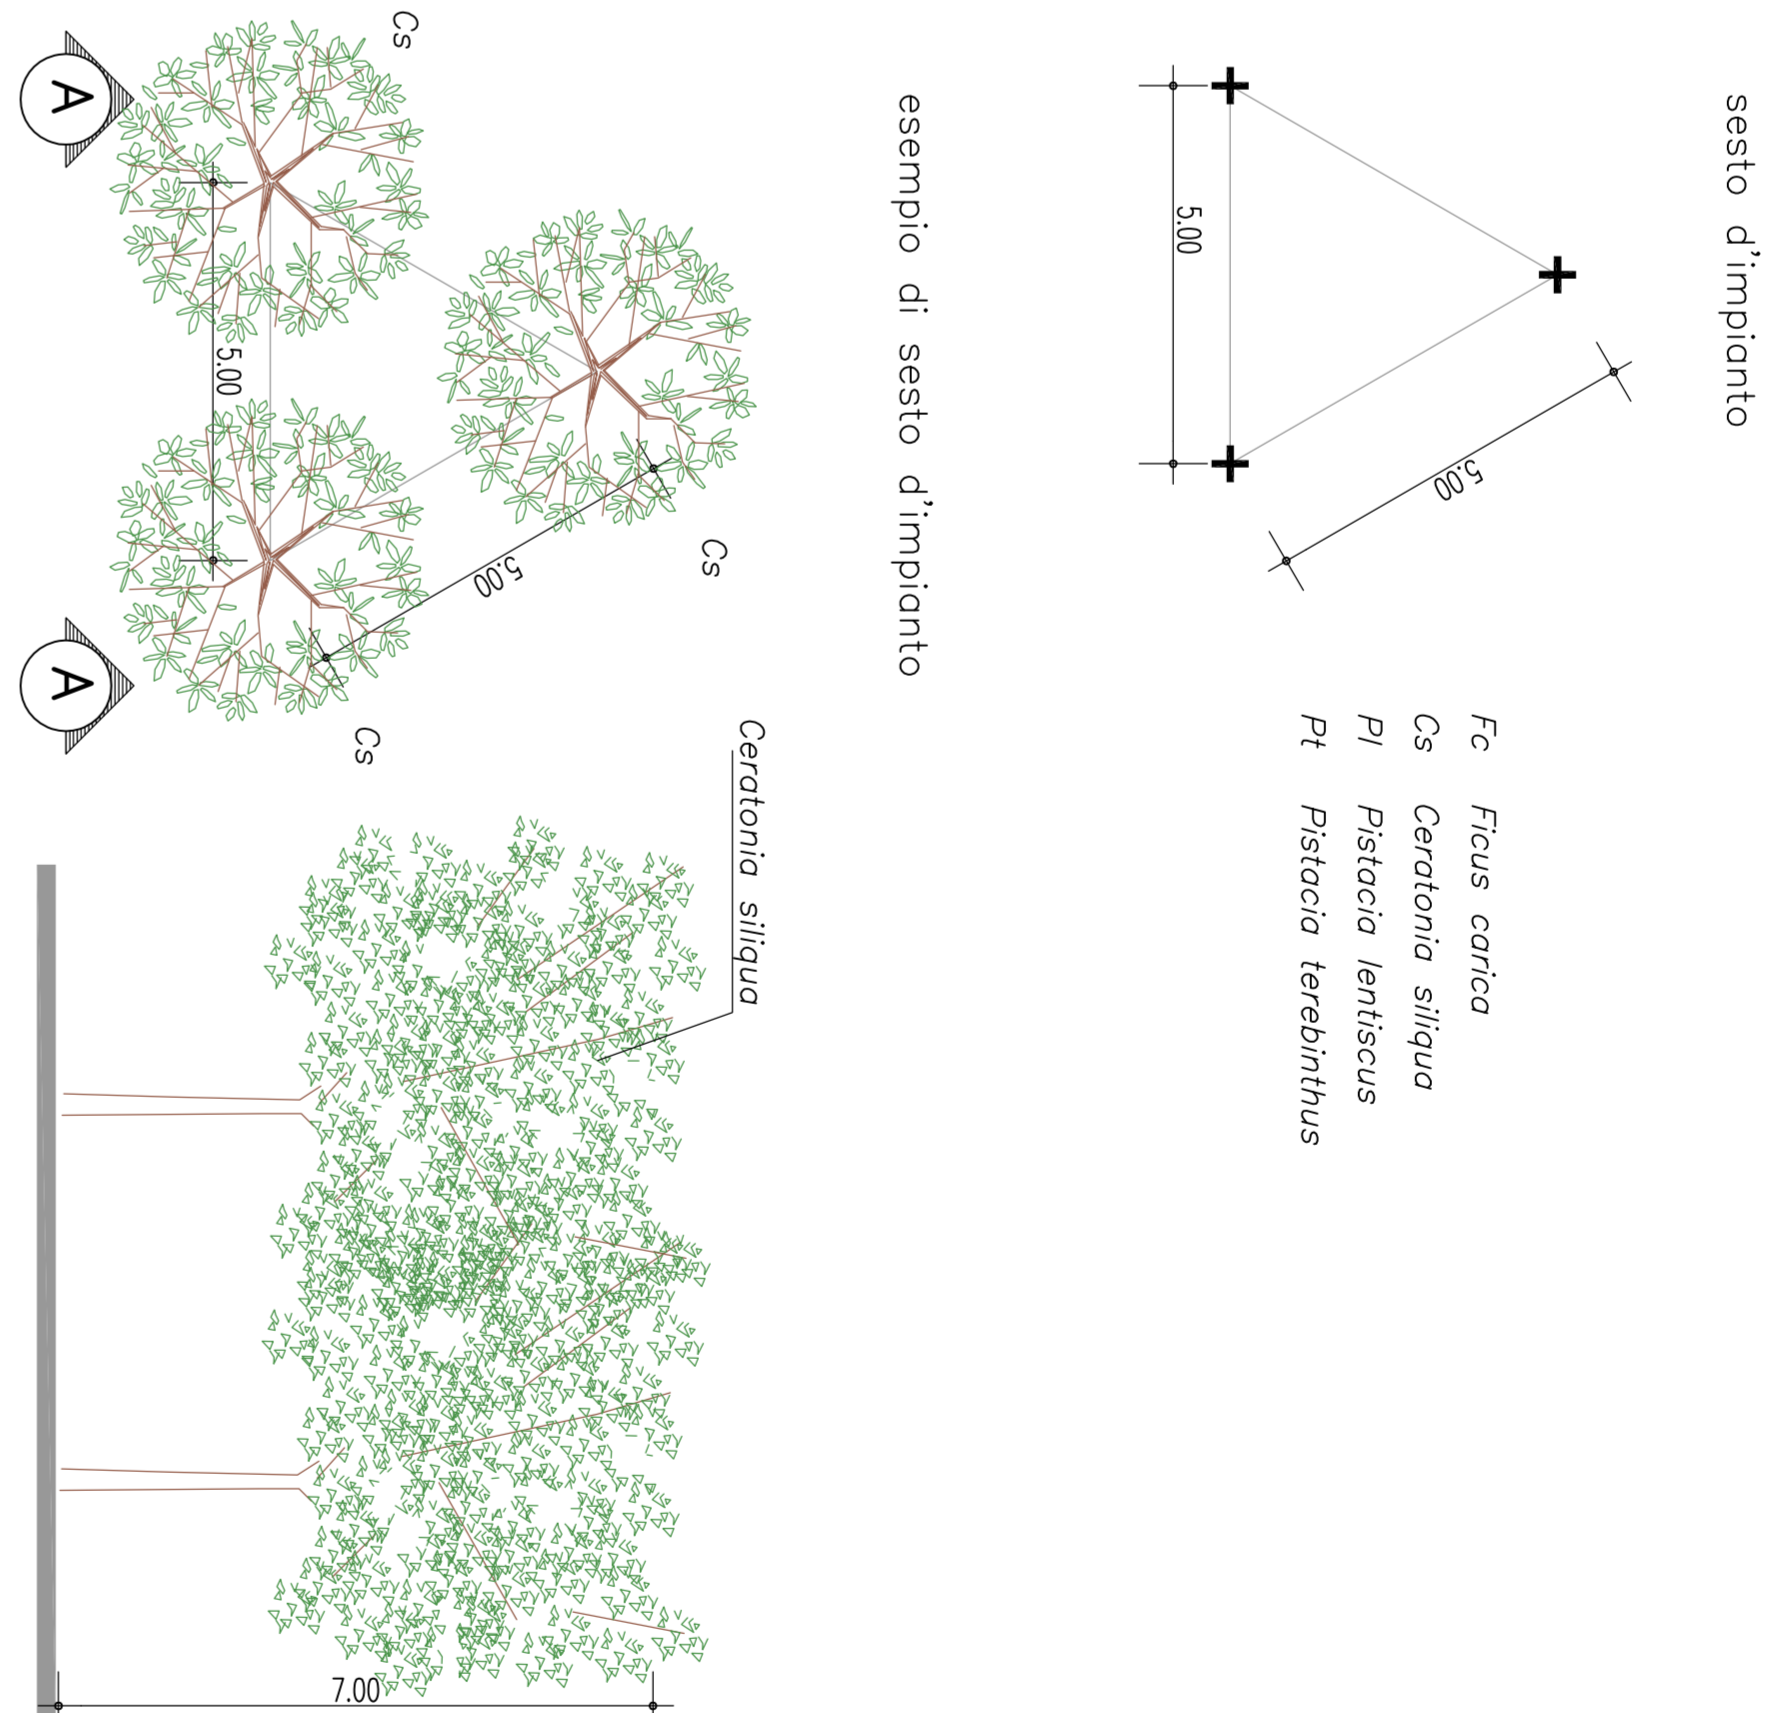 sesto d'impianto
5.00
5.00
Fc Ficus carica
Cs Ceratonia siliqua
Pl Pistacia lentiscus
Pt Pistacia terebinthus
esempio di sesto d'impianto
Cs
Cs
Cs
5.00
5.00
A
A
Ceratonia siliqua
7.00